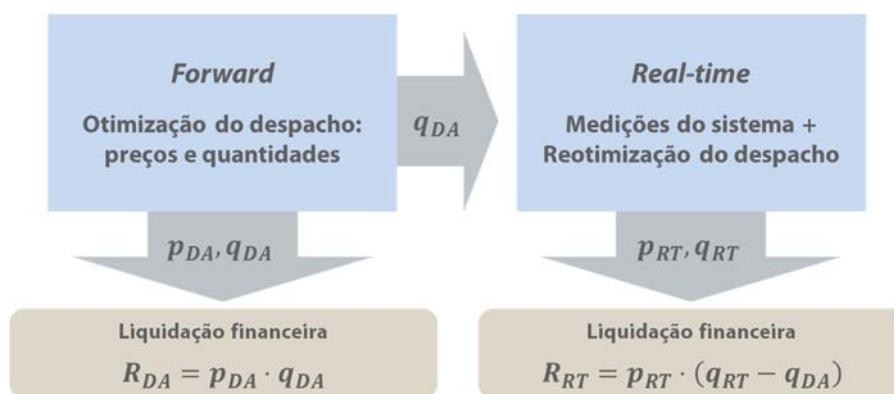 Forward
Otimização do despacho:
preços e quantidades
q_DA
Real-time
Medições do sistema +
Reotimização do despacho
p_DA, q_DA
p_RT, q_RT
Liquidação financeira
R_DA = p_DA · q_DA
Liquidação financeira
R_RT = p_RT · (q_RT − q_DA)